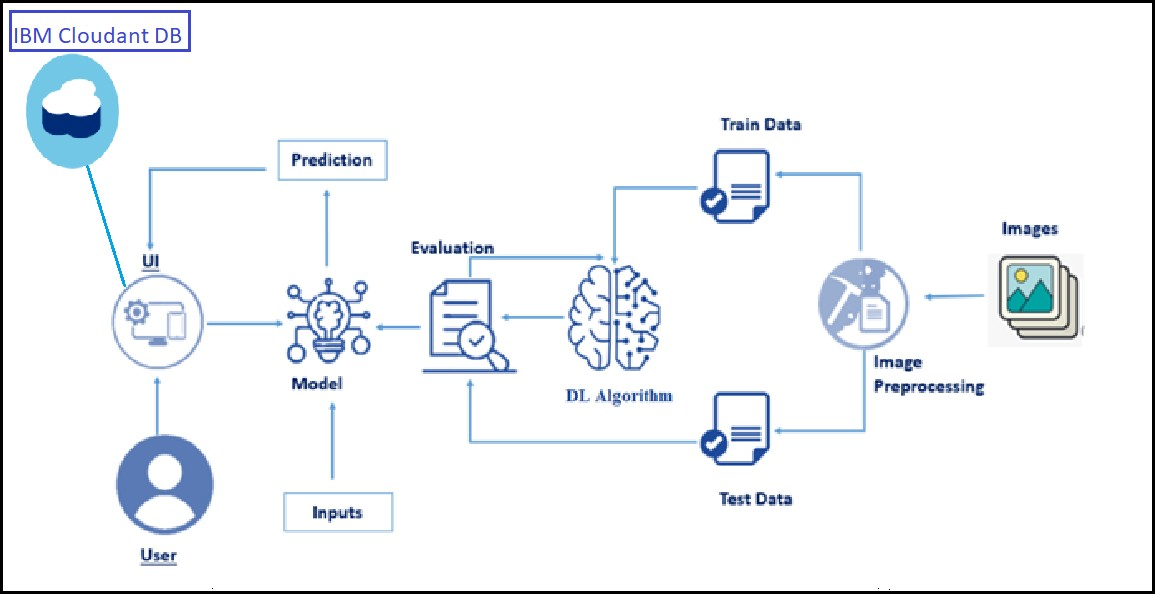 IBM Cloudant DB
Train Data
Prediction
Images
Evaluation
UI
Image
Preprocessing
Model
DL Algorithm
Test Data
Inputs
User